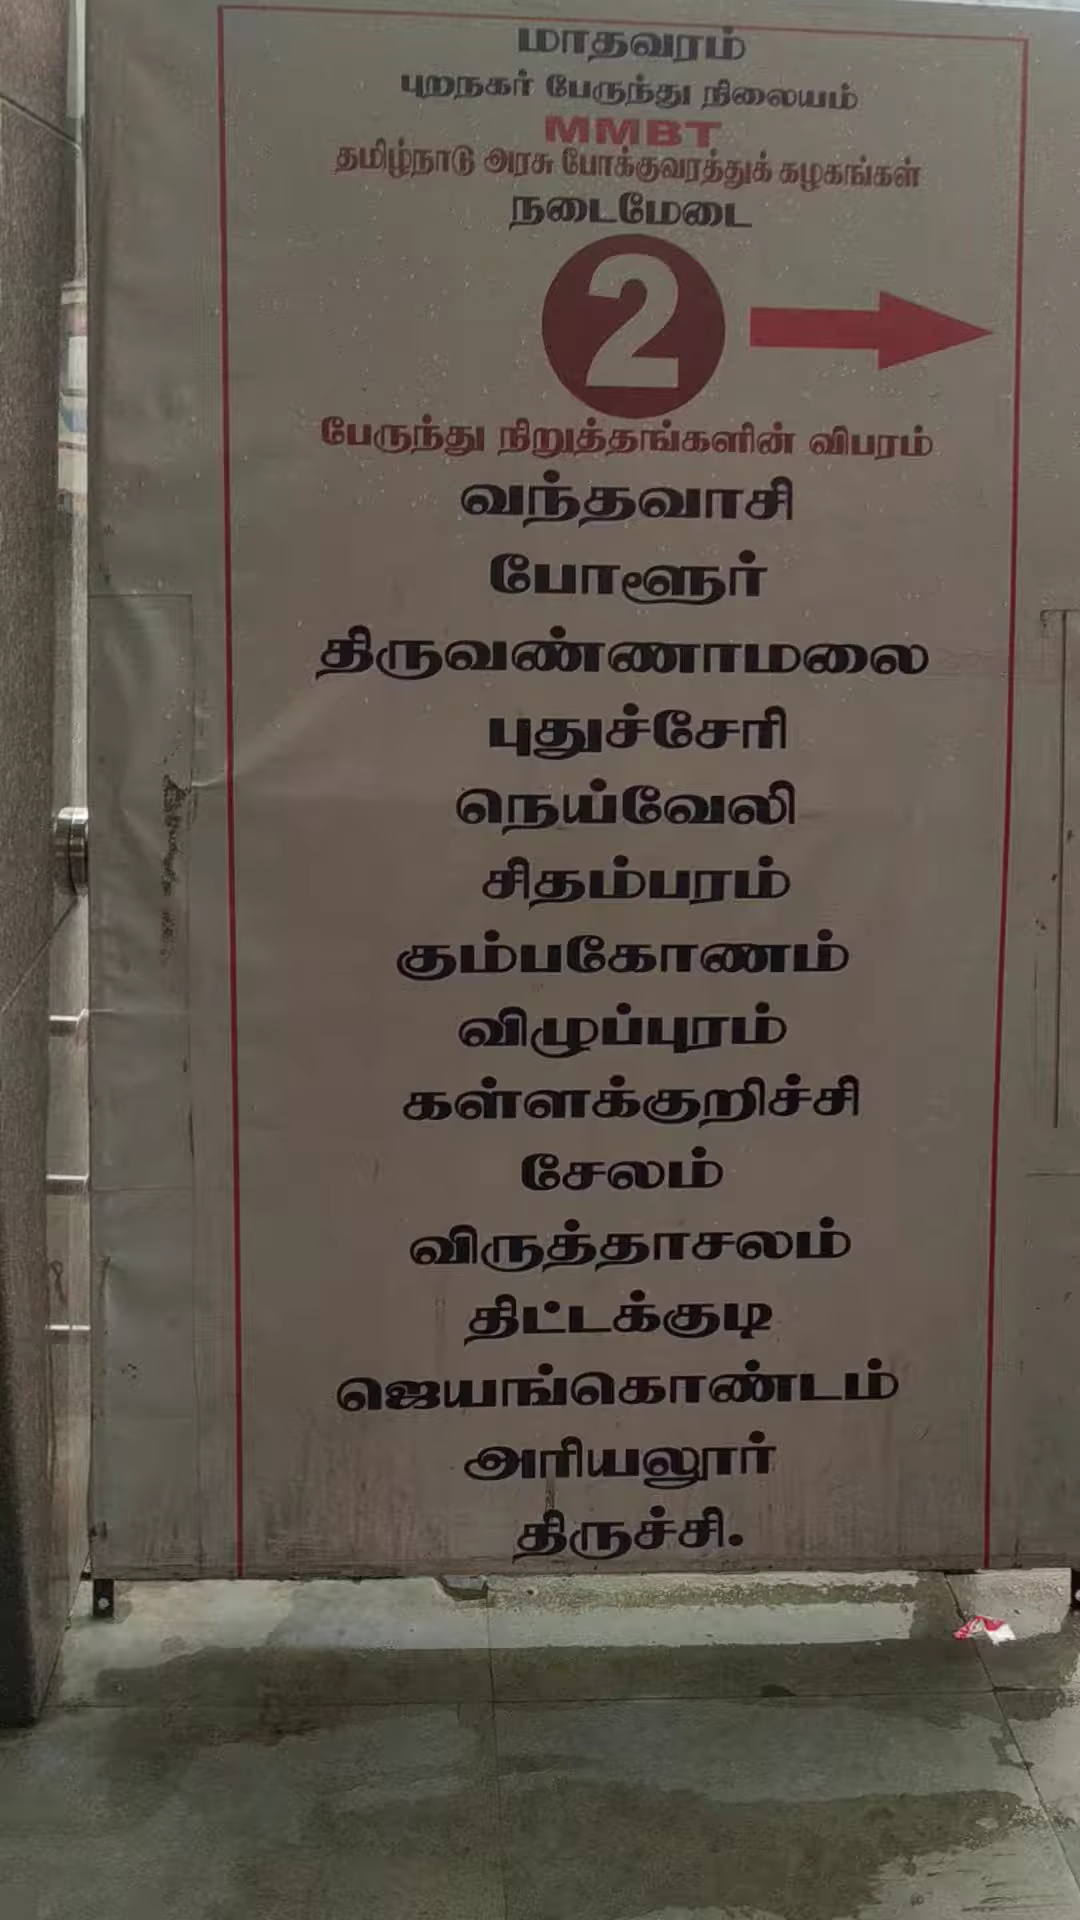 மாதவரம்
புறநகர் பேருந்து நிலையம்
MMBT
தமிழ்நாடு அரசு போக்குவரத்துக் கழகங்கள்
நடைமேடை
2
பேருந்து நிறுத்தங்களின் விபரம்
வந்தவாசி
போளூர்
திருவண்ணாமலை
புதுச்சேரி
நெய்வேலி
சிதம்பரம்
கும்பகோணம்
விழுப்புரம்
கள்ளக்குறிச்சி
சேலம்
விருத்தாசலம்
திட்டக்குடி
ஜெயங்கொண்டம்
அரியலூர்
திருச்சி.